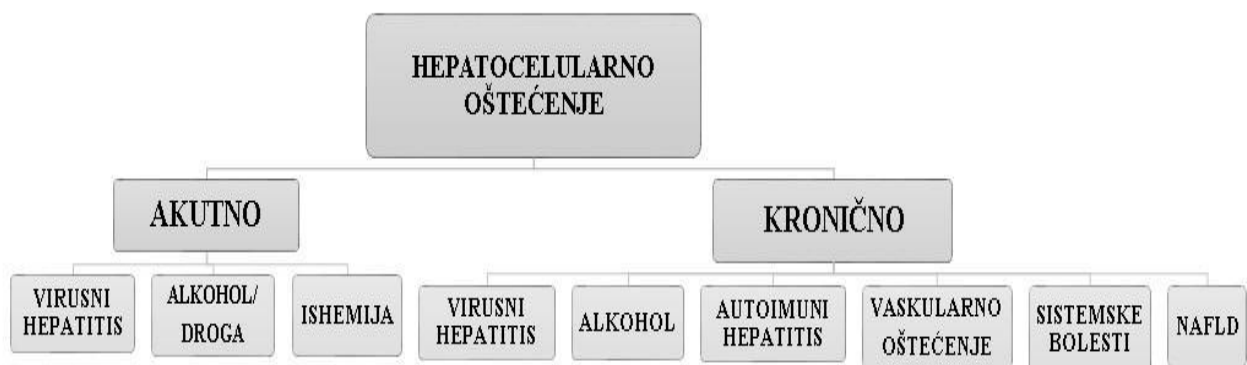 HEPATOCELULARNO
OŠTEĆENJE
AKUTNO
KRONIČNO
VIRUSNI
HEPATITIS
ALKOHOL/
DROGA
ISHEMIJA
VIRUSNI
HEPATITIS
ALKOHOL
AUTOIMUNI
HEPATITIS
VASKULARNO
OŠTEĆENJE
SISTEMSKE
BOLESTI
NAFLD